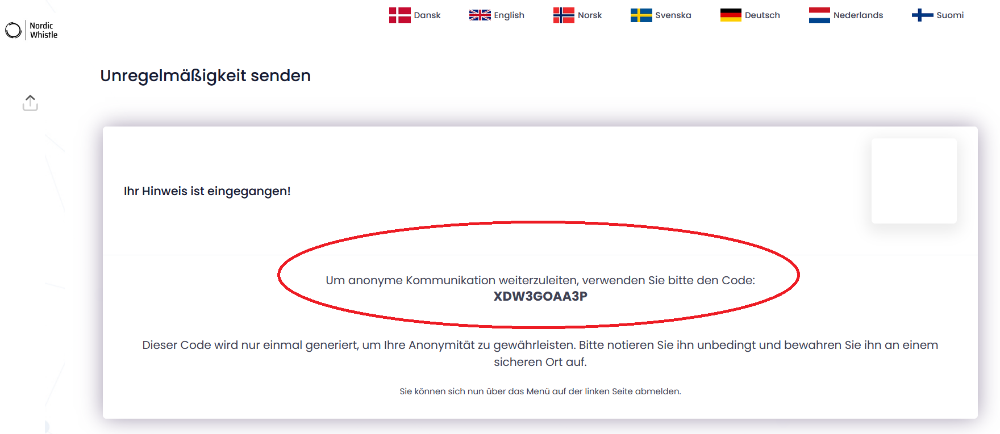 Dansk English Norsk Svenska Deutsch Nederlands Suomi
Nordic
Whistle
Unregelmäßigkeit senden
Ihr Hinweis ist eingegangen!
Um anonyme Kommunikation weiterzuleiten, verwenden Sie bitte den Code:
XDW3GOAA3P
Dieser Code wird nur einmal generiert, um Ihre Anonymität zu gewährleisten. Bitte notieren Sie ihn unbedingt und bewahren Sie ihn an einem
sicheren Ort auf.
Sie können sich nun über das Menü auf der linken Seite abmelden.